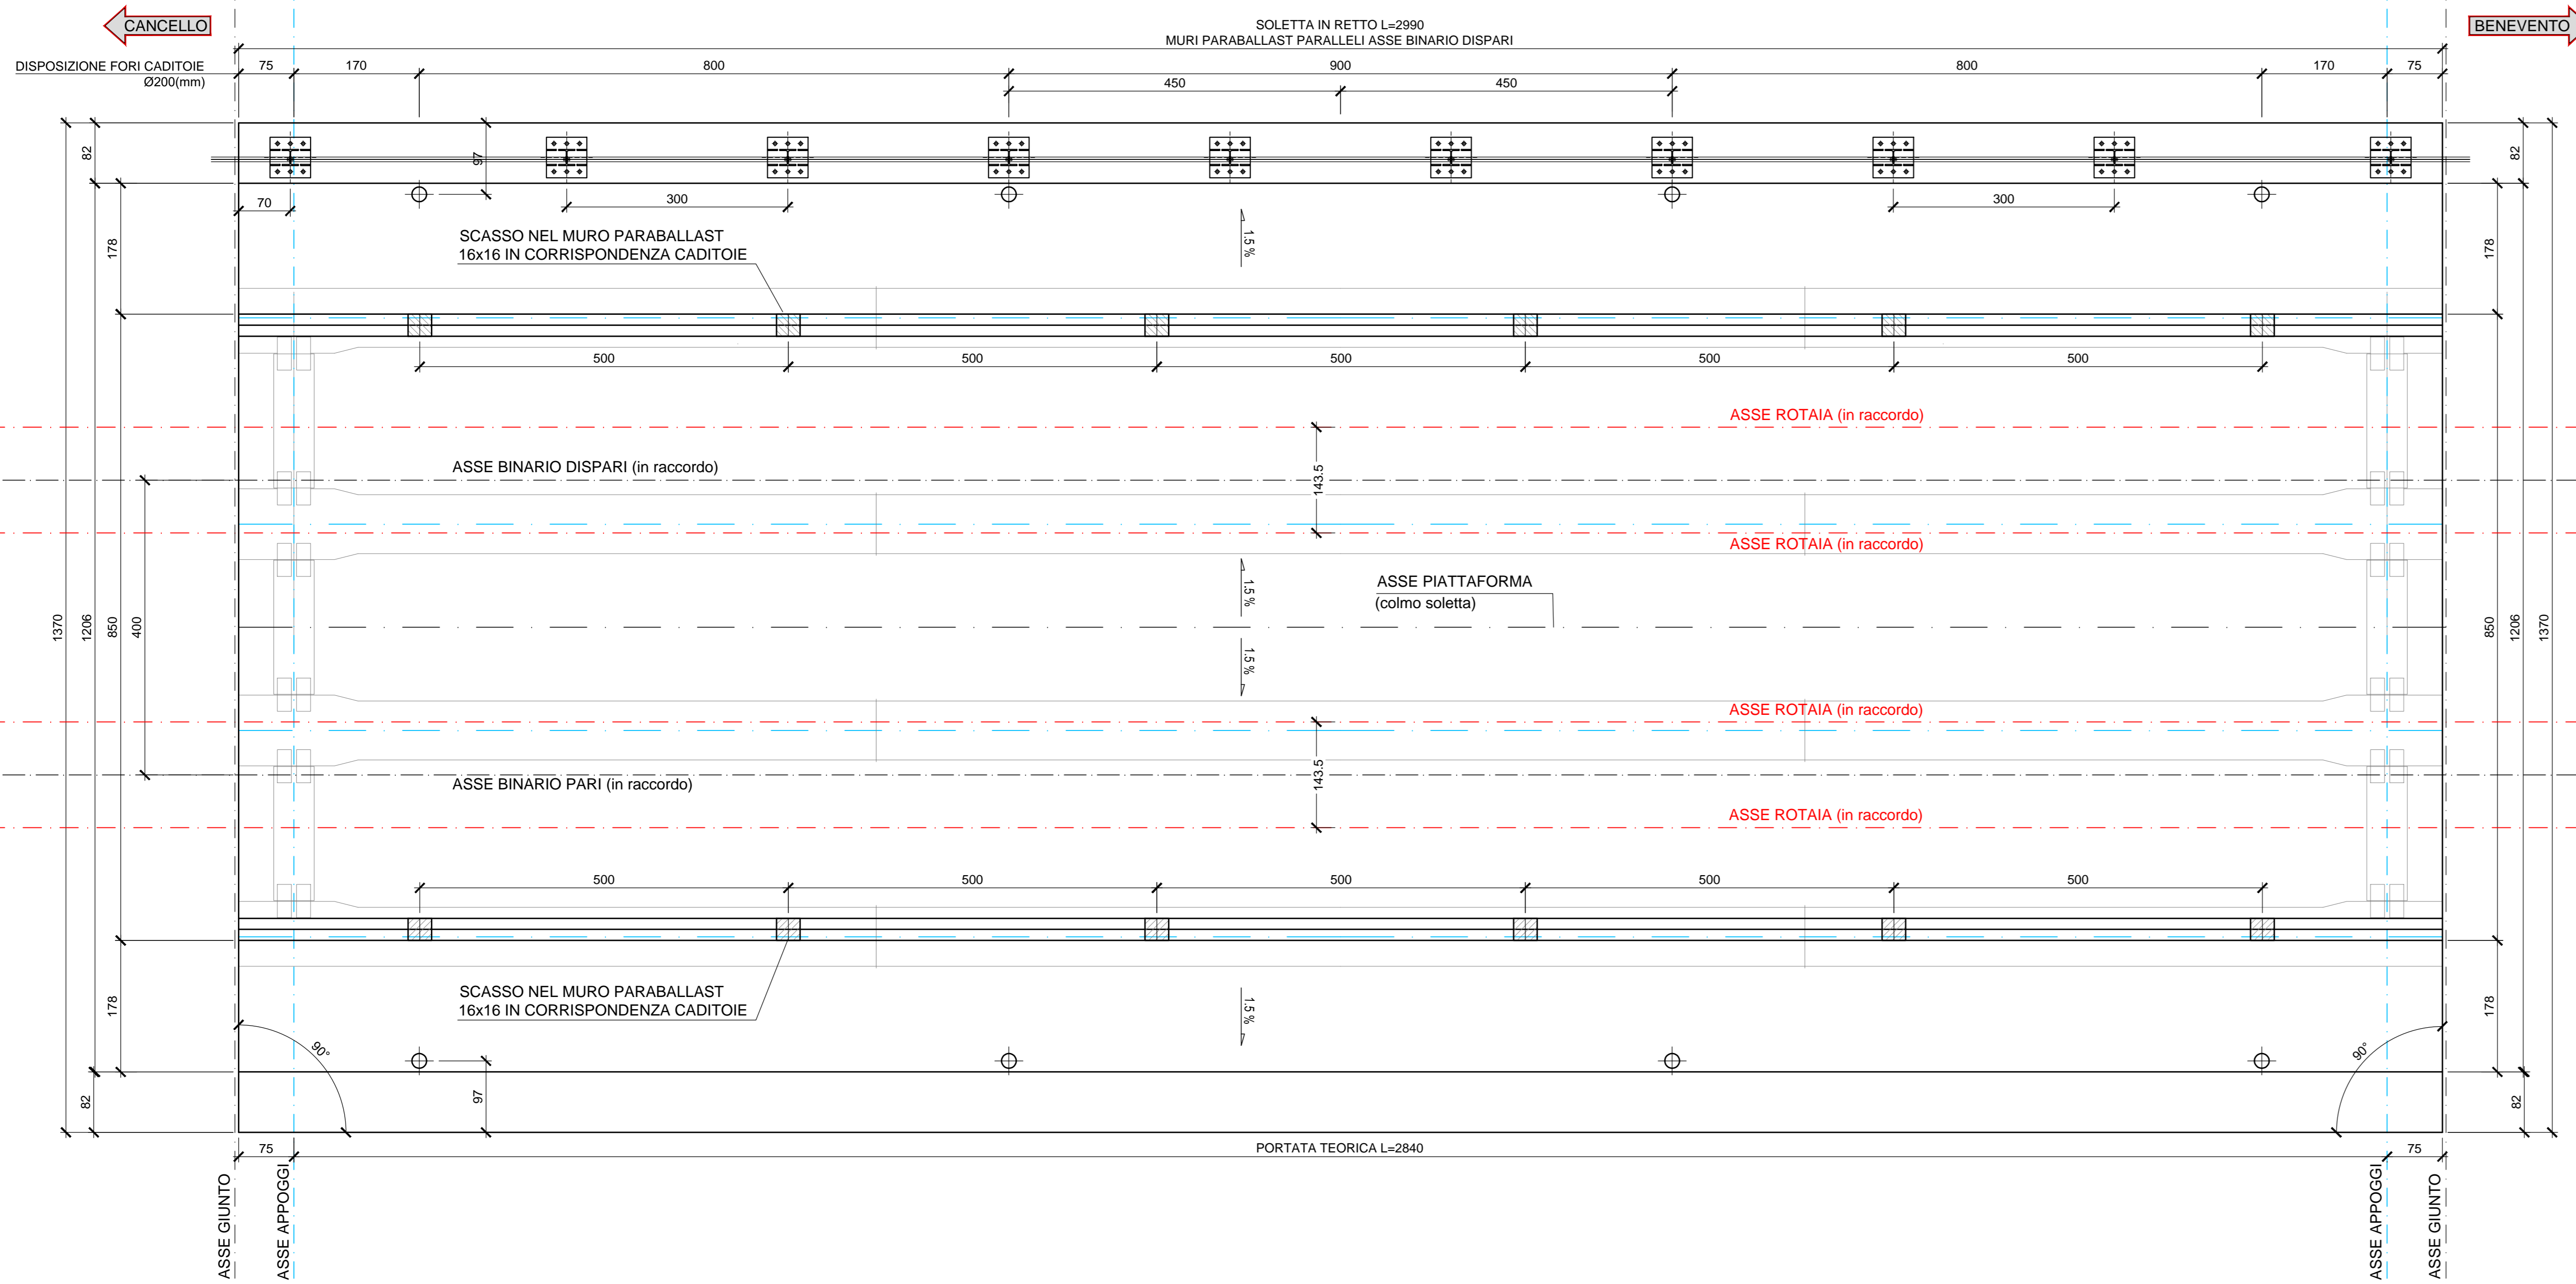 CANCELLO
SOLETTA IN RETTO L=2990
MURI PARABALLAST PARALLELI ASSE BINARIO DISPARI
BENEVENTO
DISPOSIZIONE FORI CADITOIE
Ø200(mm)
75
170
800
900
800
170
75
450
450
82
97
82
70
300
300
178
SCASSO NEL MURO PARABALLAST
16x16 IN CORRISPONDENZA CADITOIE
1.5 %
178
500
500
500
500
500
ASSE ROTAIA (in raccordo)
ASSE BINARIO DISPARI (in raccordo)
143.5
ASSE ROTAIA (in raccordo)
ASSE PIATTAFORMA
(colmo soletta)
1.5 %
1370
1206
850
400
850
1206
1370
1.5 %
ASSE ROTAIA (in raccordo)
143.5
ASSE BINARIO PARI (in raccordo)
ASSE ROTAIA (in raccordo)
500
500
500
500
500
SCASSO NEL MURO PARABALLAST
16x16 IN CORRISPONDENZA CADITOIE
178
1.5 %
178
90°
90°
82
97
82
75
PORTATA TEORICA L=2840
75
ASSE GIUNTO
ASSE APPOGGI
ASSE APPOGGI
ASSE GIUNTO